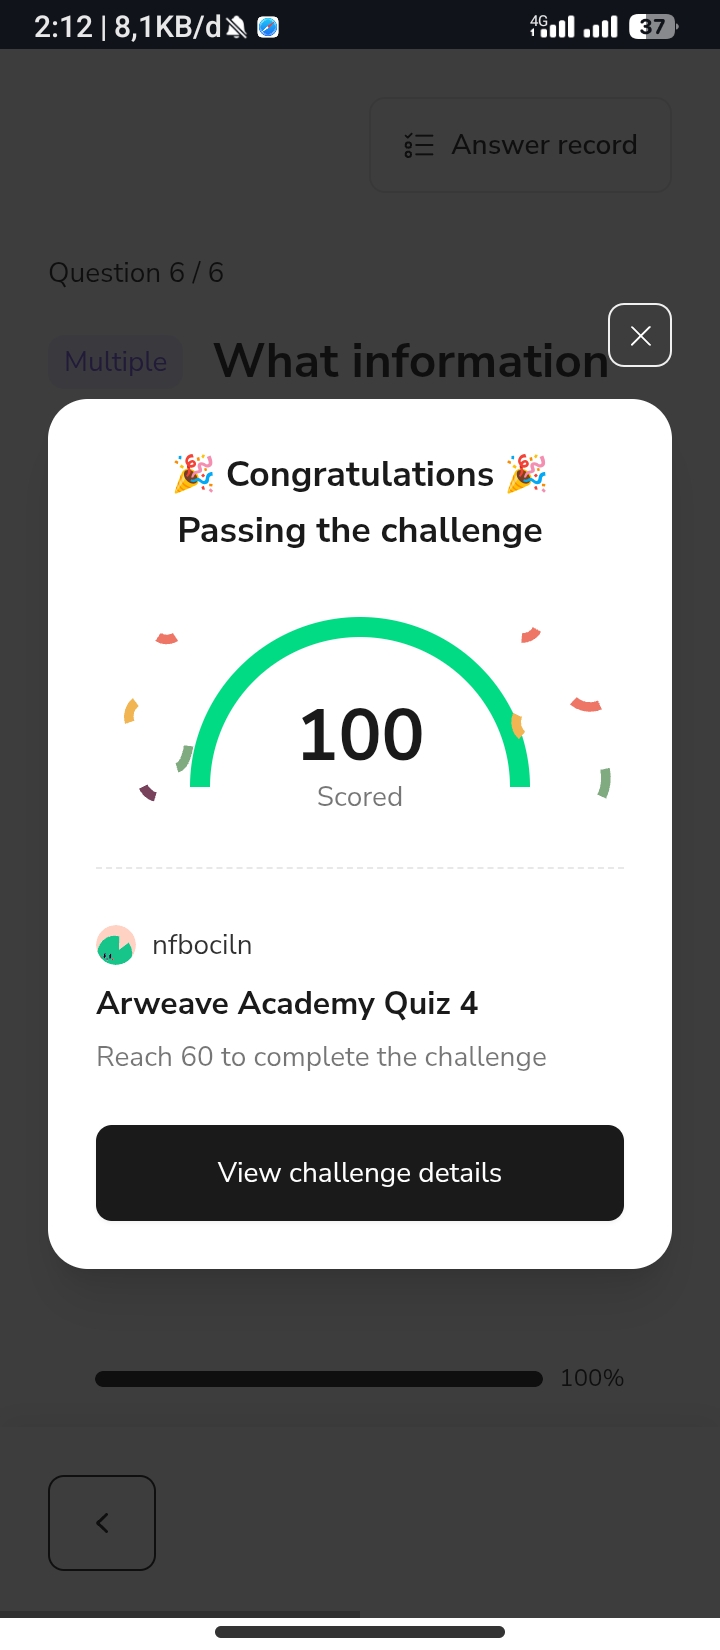 2:12 | 8,1KB/d
4G
37
Answer record
Question 6 / 6
Multiple What information
🎉 Congratulations 🎉
Passing the challenge
100
Scored
nfbociln
Arweave Academy Quiz 4
Reach 60 to complete the challenge
View challenge details
100%